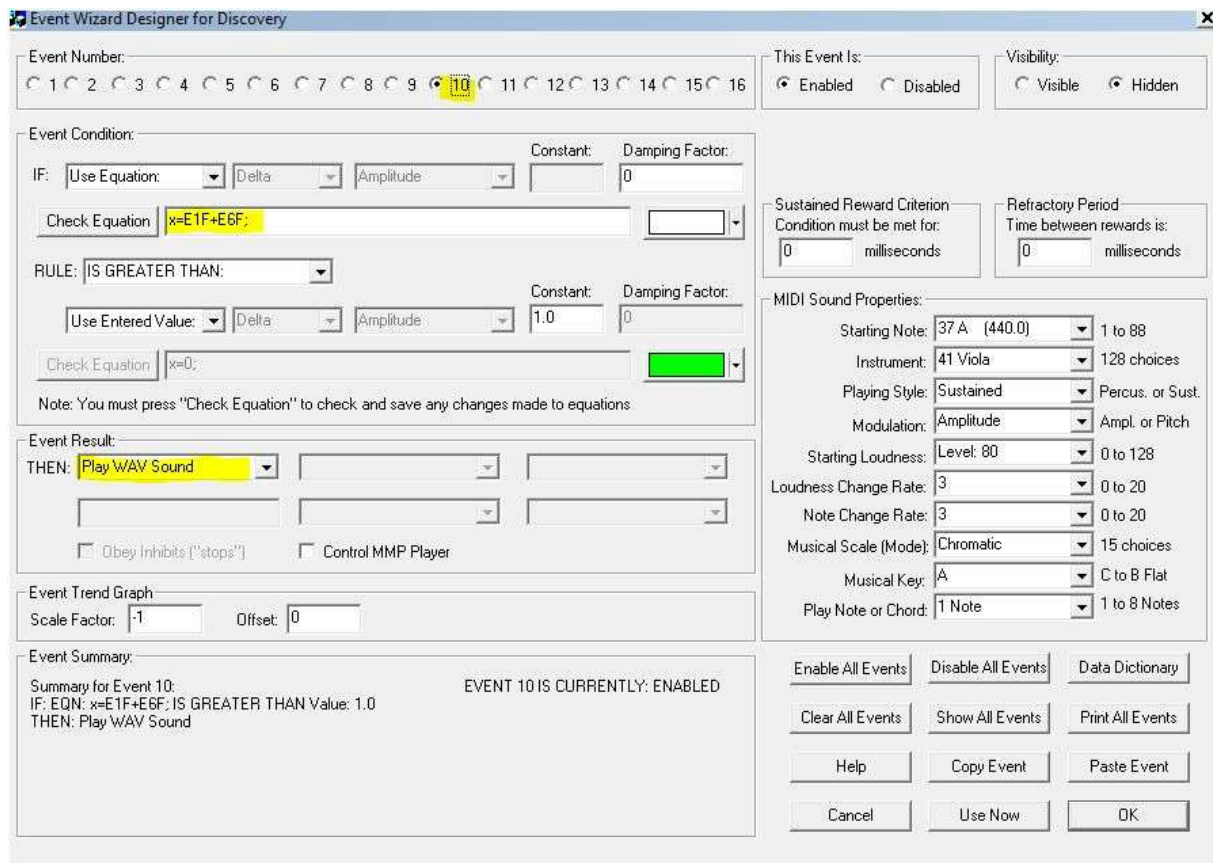 Event Wizard Designer for Discovery
Event Number:
1 2 3 4 5 6 7 8 9 10 11 12 13 14 15 16
This Event Is:
Enabled Disabled
Visibility:
Visible Hidden
Event Condition:
Constant: Damping Factor:
IF: Use Equation: Delta Amplitude 0
Check Equation x=E1F+E6F;
RULE: IS GREATER THAN:
Constant: Damping Factor:
Use Entered Value: Delta Amplitude 1.0 0
Check Equation x=0;
Note: You must press "Check Equation" to check and save any changes made to equations
Sustained Reward Criterion
Condition must be met for:
0 milliseconds
Refractory Period
Time between rewards is:
0 milliseconds
MIDI Sound Properties:
Starting Note: 37 A (440.0) 1 to 88
Instrument: 41 Viola 128 choices
Playing Style: Sustained Percus. or Sust.
Modulation: Amplitude Ampl. or Pitch
Starting Loudness: Level: 80 0 to 128
Loudness Change Rate: 3 0 to 20
Note Change Rate: 3 0 to 20
Musical Scale (Mode): Chromatic 15 choices
Musical Key: A C to B Flat
Play Note or Chord: 1 Note 1 to 8 Notes
Event Result:
THEN: Play WAV Sound
Obey Inhibits ("stops") Control MMP Player
Event Trend Graph
Scale Factor: -1 Offset: 0
Event Summary:
Summary for Event 10: EVENT 10 IS CURRENTLY: ENABLED
IF: EQN: x=E1F+E6F; IS GREATER THAN Value: 1.0
THEN: Play WAV Sound
Enable All Events Disable All Events Data Dictionary
Clear All Events Show All Events Print All Events
Help Copy Event Paste Event
Cancel Use Now OK